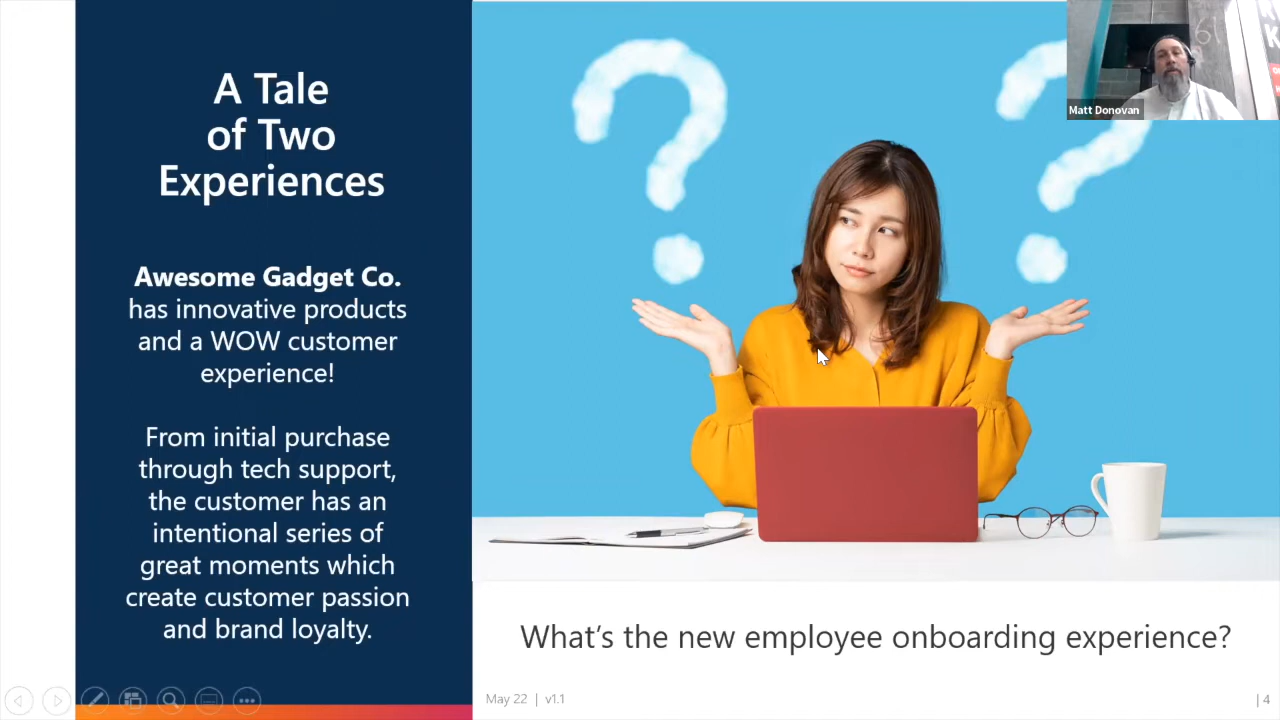 A Tale
of Two
Experiences
Awesome Gadget Co.
has innovative products
and a WOW customer
experience!
From initial purchase
through tech support,
the customer has an
intentional series of
great moments which
create customer passion
and brand loyalty.
Matt Donovan
What's the new employee onboarding experience?
May 22 | v1.1
| 4